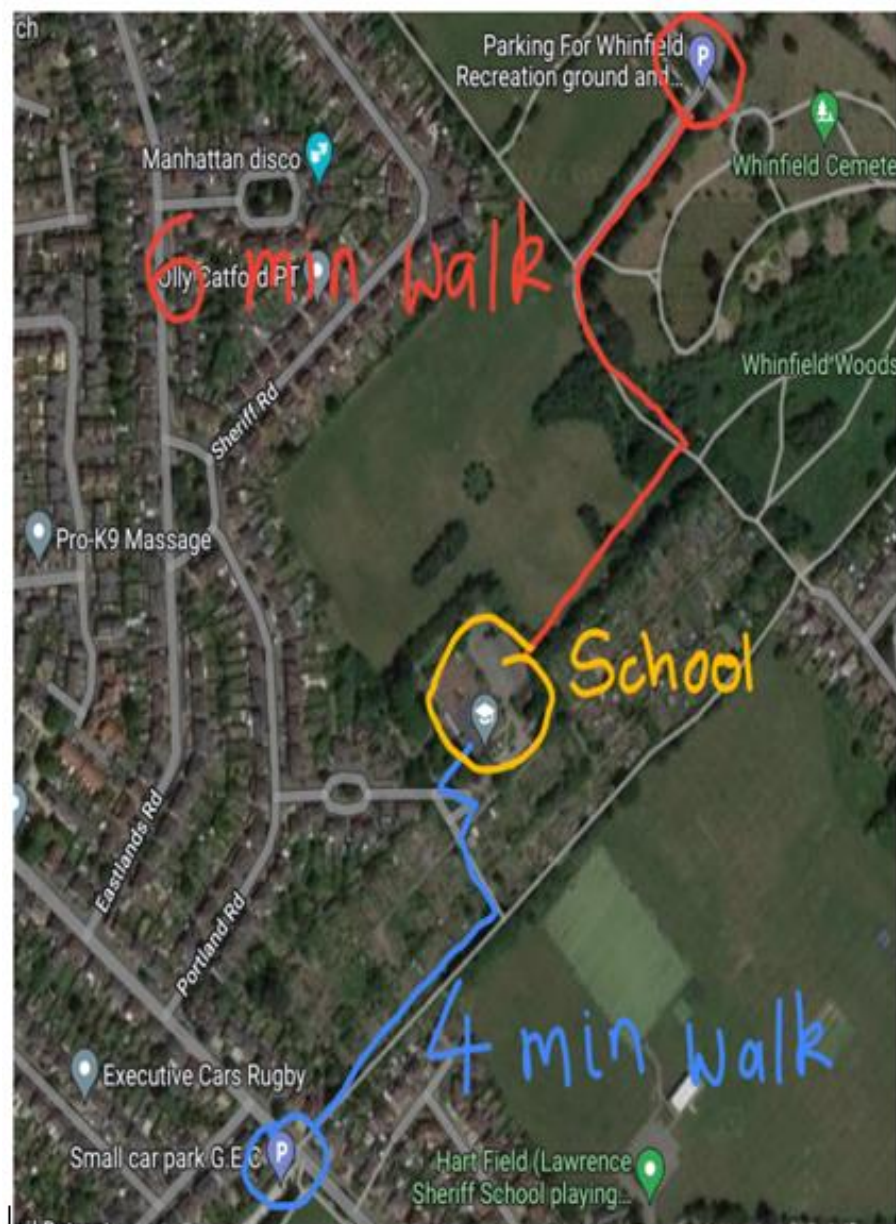 ch
Parking For Whinfield
Recreation ground and...
Manhattan disco
Whinfield Cemete
6 min walk
Olly Catford PT
Whinfield Woods
Sheriff Rd
Pro-K9 Massage
School
Eastlands Rd
Portland Rd
4 min walk
Executive Cars Rugby
Small car park G.E.C
Hart Field (Lawrence
Sheriff School playing...